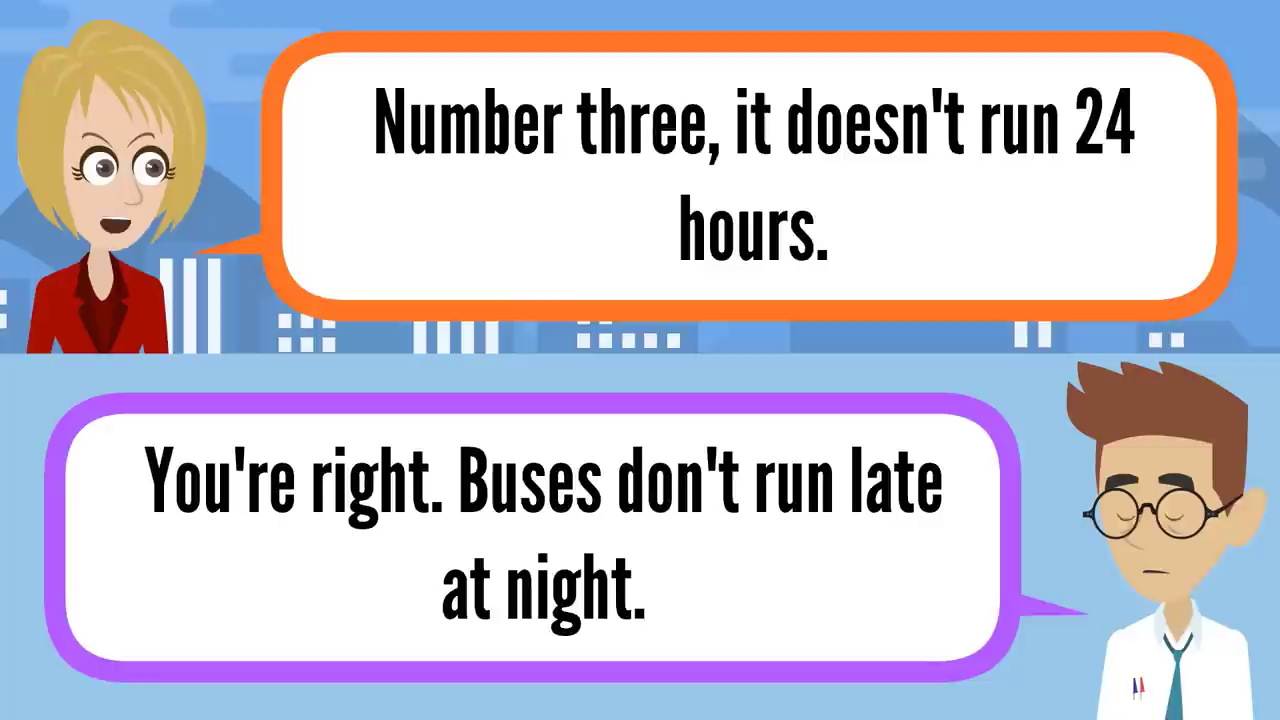 Number three, it doesn't run 24
hours.
You're right. Buses don't run late
at night.